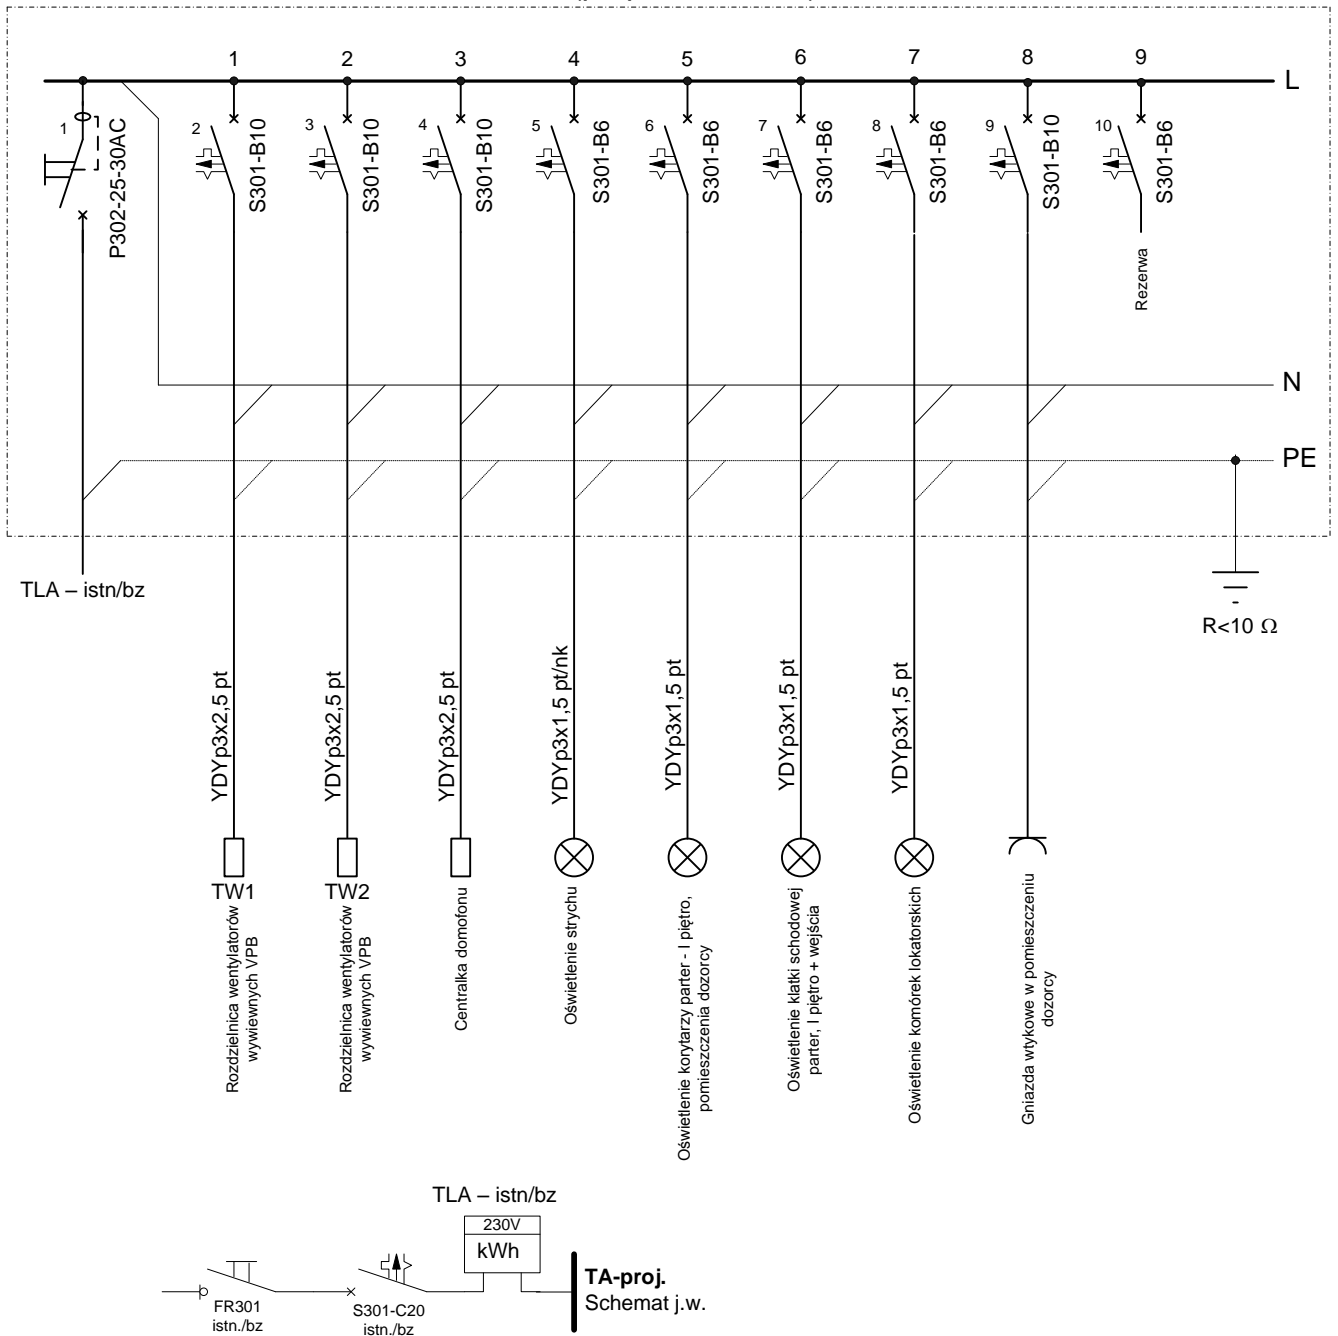 1 2 3 4 5 6 7 8 9
L
1
P302-25-30AC
2
S301-B10
3
S301-B10
4
S301-B10
5
S301-B6
6
S301-B6
7
S301-B6
8
S301-B6
9
S301-B10
10
S301-B6
Rezerwa
N
PE
TLA – istn/bz
R<10 Ω
YDYp3x2,5 pt
YDYp3x2,5 pt
YDYp3x2,5 pt
YDYp3x1,5 pt/nk
YDYp3x1,5 pt
YDYp3x1,5 pt
YDYp3x1,5 pt
TW1
Rozdzielnica wentylatorów
wywiewnych VPB
TW2
Rozdzielnica wentylatorów
wywiewnych VPB
Centralka domofonu
Oświetlenie strychu
Oświetlenie korytarzy parter - I piętro,
pomieszczenia dozorcy
Oświetlenie klatki schodowej
parter, I piętro + wejścia
Oświetlenie komórek lokatorskich
Gniazda wtykowe w pomieszczeniu
dozorcy
TLA – istn/bz
230V
kWh
FR301
istn./bz
S301-C20
istn./bz
TA-proj.
Schemat j.w.